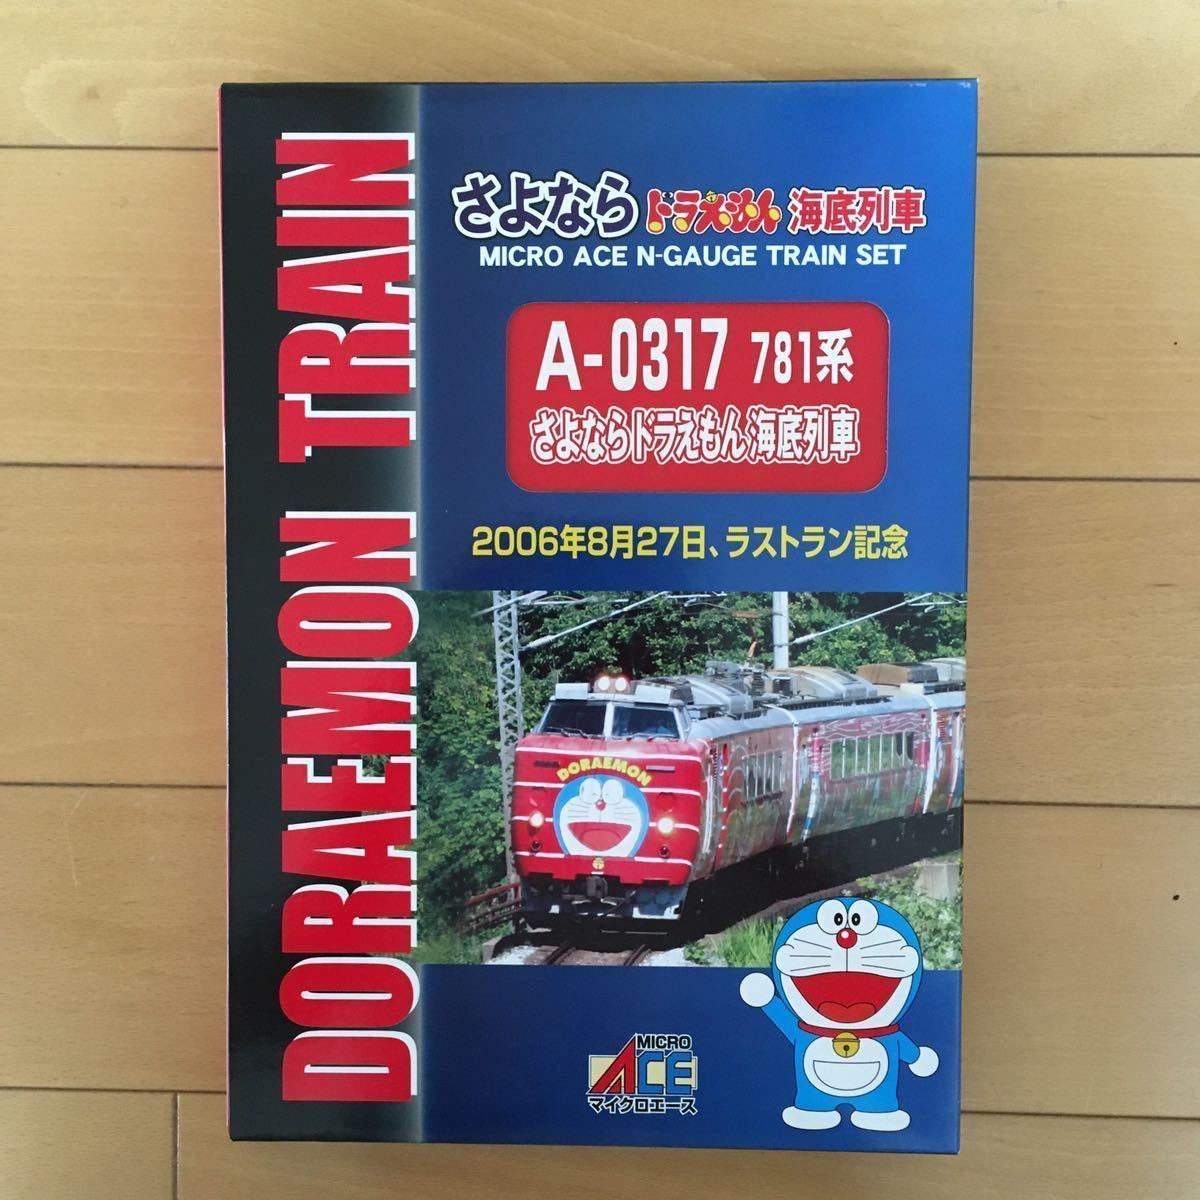 DORAEMON TRAIN
さよなら ドラえもん 海底列車
MICRO ACE N-GAUGE TRAIN SET
A-0317 781系
さよならドラえもん海底列車
2006年8月27日、ラストラン記念
DORAEMON
MICRO
ACE
マイクロエース